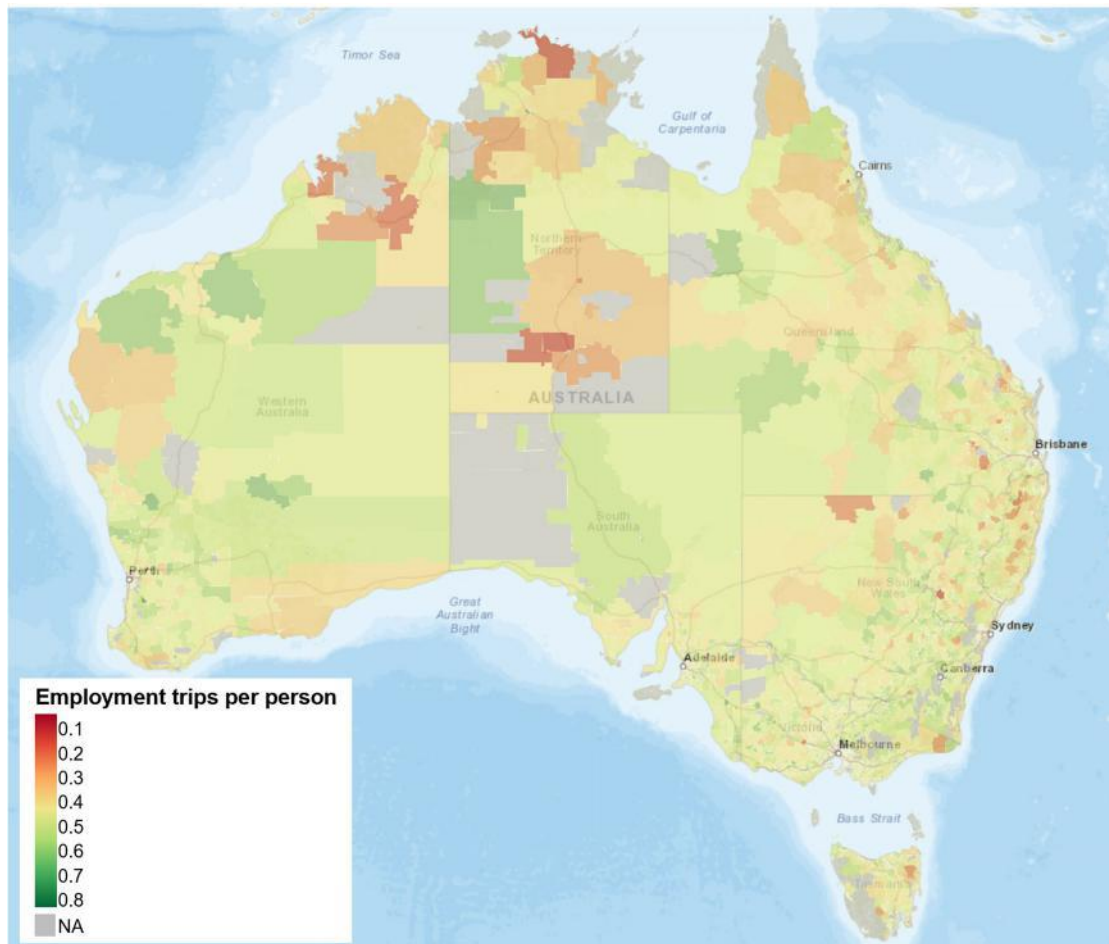 Timor Sea
Gulf of
Carpentaria
Cairns
Northern
Territory
Queensland
Western
Australia
AUSTRALIA
Brisbane
South
Australia
Perth
New South
Wales
Great
Australian
Bight
Sydney
Adelaide
Canberra
Victoria
Melbourne
Bass Strait
Tasmania
Employment trips per person
0.1
0.2
0.3
0.4
0.5
0.6
0.7
0.8
NA